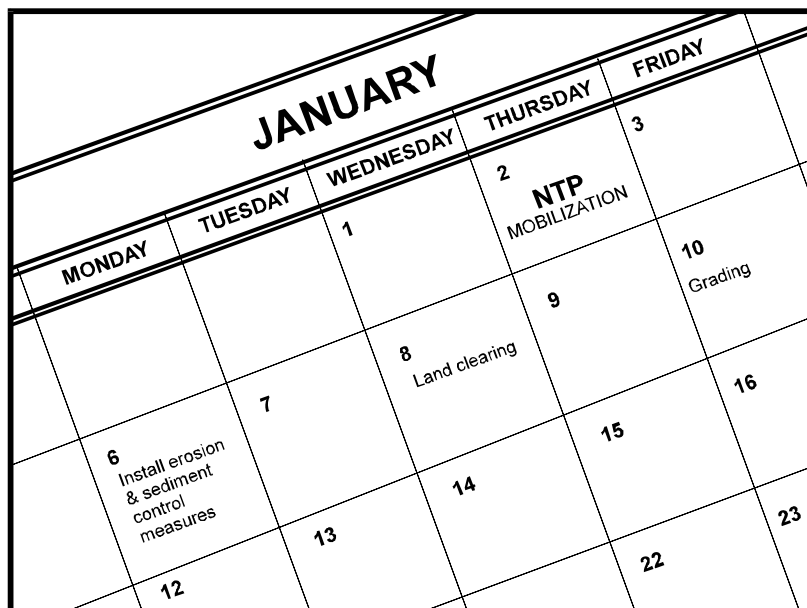 JANUARY
MONDAY
TUESDAY
WEDNESDAY
THURSDAY
FRIDAY
1
2
NTP
MOBILIZATION
3
6
Install erosion
& sediment
control
measures
7
8
Land clearing
9
10
Grading
12
13
14
15
16
22
23